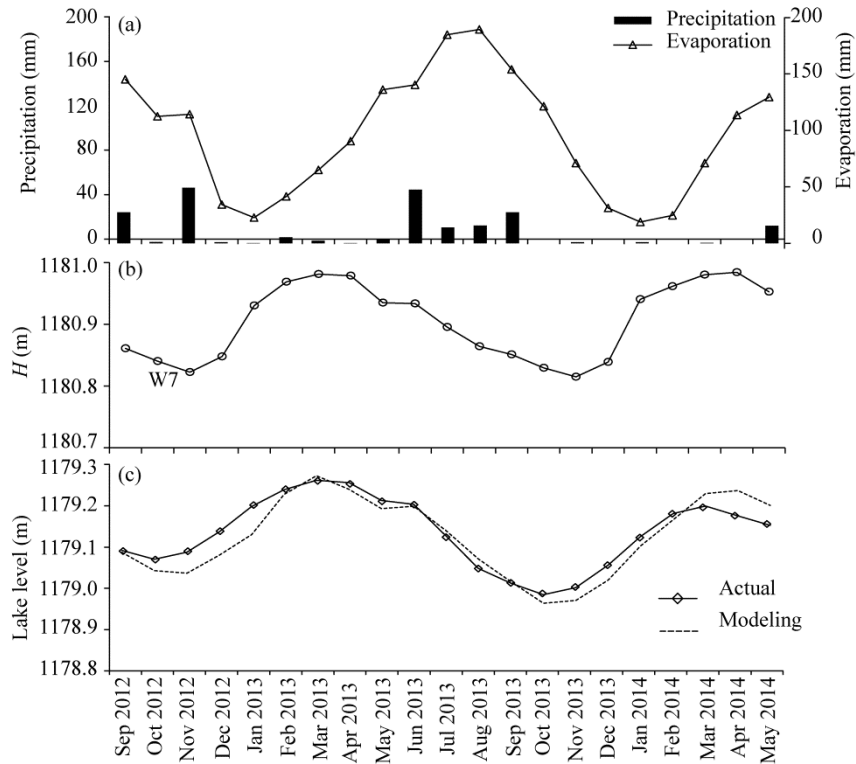 (a)
Precipitation
Evaporation
Precipitation (mm)
200
160
120
80
40
0
Evaporation (mm)
200
150
100
50
0
(b)
H (m)
1181.0
1180.9
1180.8
1180.7
W7
(c)
Lake level (m)
1179.3
1179.2
1179.1
1179.0
1178.9
1178.8
Actual
Modeling
Sep 2012
Oct 2012
Nov 2012
Dec 2012
Jan 2013
Feb 2013
Mar 2013
Apr 2013
May 2013
Jun 2013
Jul 2013
Aug 2013
Sep 2013
Oct 2013
Nov 2013
Dec 2013
Jan 2014
Feb 2014
Mar 2014
Apr 2014
May 2014